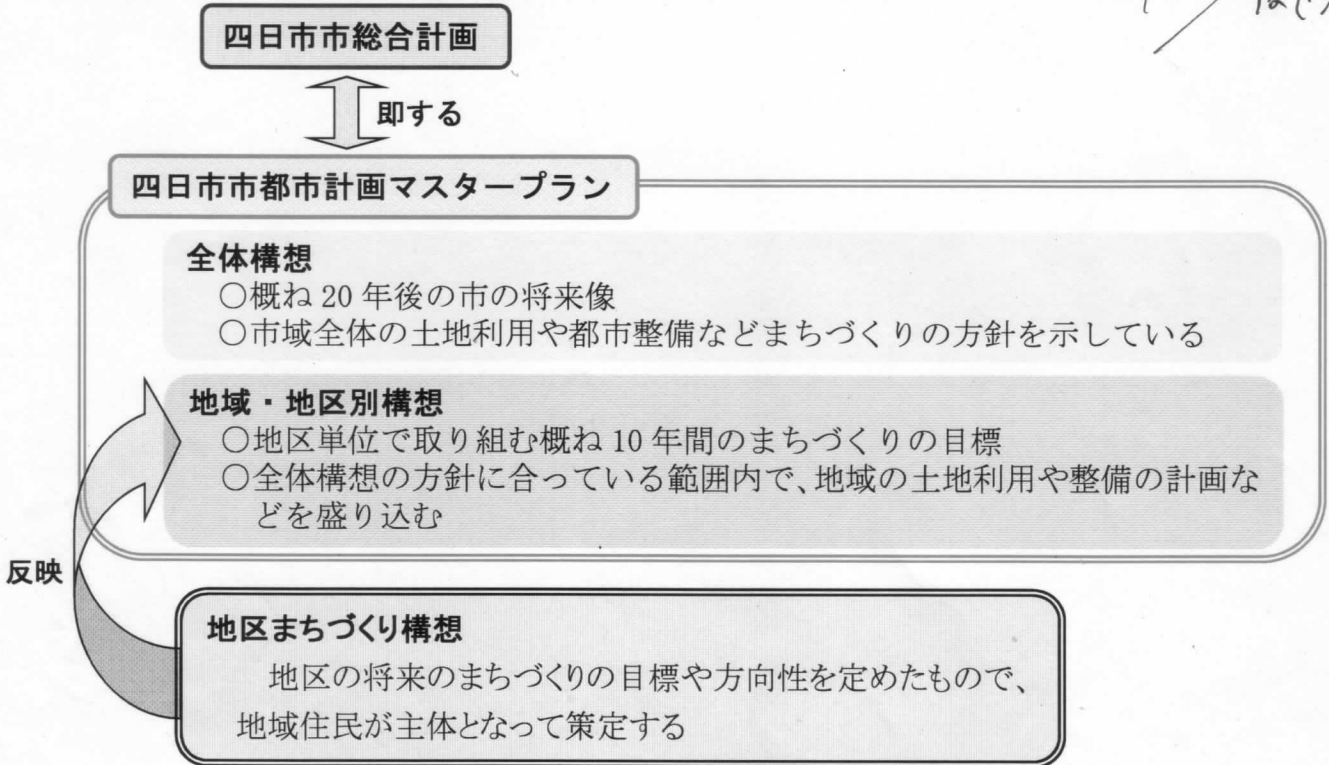 四日市市総合計画
即する
四日市市都市計画マスタープラン
全体構想
○概ね 20 年後の市の将来像
○市域全体の土地利用や都市整備などまちづくりの方針を示している
地域・地区別構想
○地区単位で取り組む概ね 10 年間のまちづくりの目標
○全体構想の方針に合っている範囲内で、地域の土地利用や整備の計画な
どを盛り込む
反映
地区まちづくり構想
地区の将来のまちづくりの目標や方向性を定めたもので、
地域住民が主体となって策定する